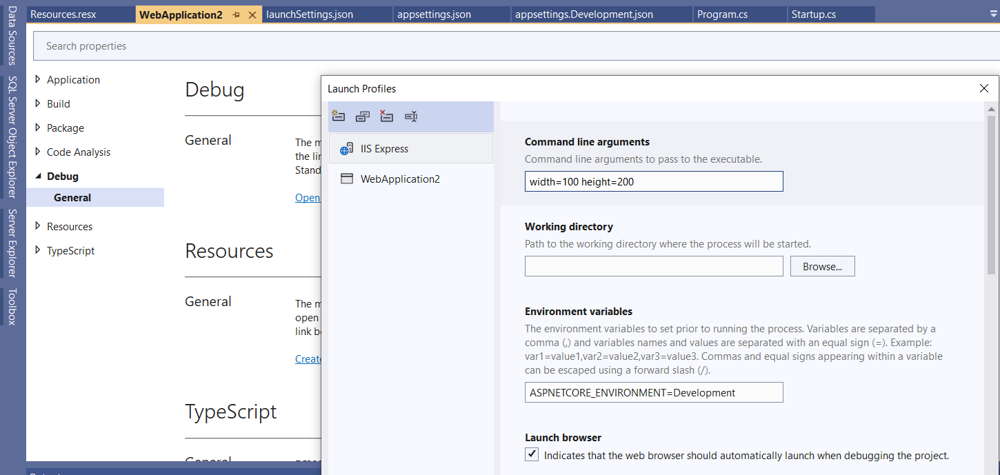 Resources.resx
WebApplication2
launchSettings.json
appsettings.json
appsettings.Development.json
Program.cs
Startup.cs
Data Sources
SQL Server Object Explorer
Server Explorer
Toolbox
Search properties
Application
Build
Package
Code Analysis
Debug
General
Resources
TypeScript
Debug
General
The m
the lin
Stand
Open
Resources
General
The m
open
link b
Create
TypeScript
General
Launch Profiles
IIS Express
WebApplication2
Command line arguments
Command line arguments to pass to the executable.
width=100 height=200
Working directory
Path to the working directory where the process will be started.
Browse...
Environment variables
The environment variables to set prior to running the process. Variables are separated by a
comma (,) and variables names and values are separated with an equal sign (=). Example:
var1=value1,var2=value2,var3=value3. Commas and equal signs appearing within a variable
can be escaped using a forward slash (/).
ASPNETCORE_ENVIRONMENT=Development
Launch browser
Indicates that the web browser should automatically launch when debugging the project.